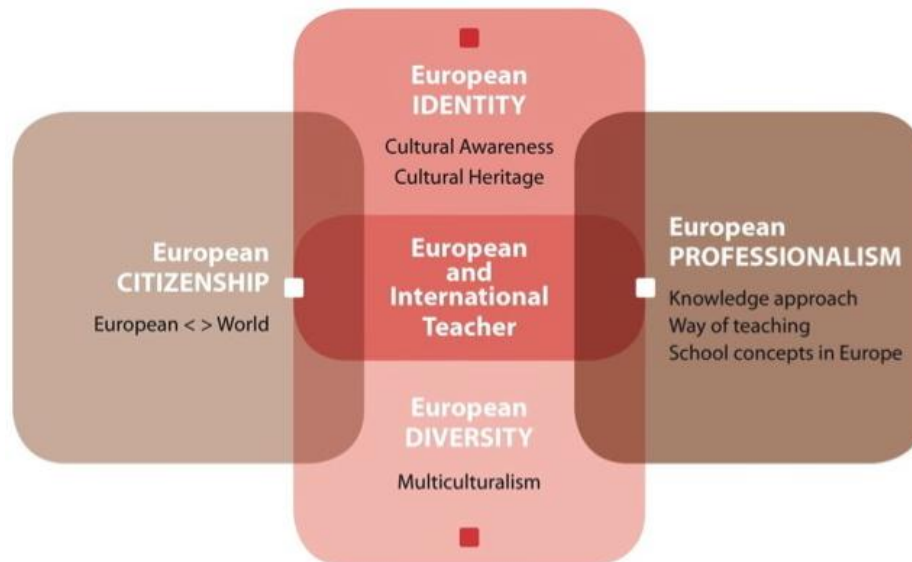 European
IDENTITY
Cultural Awareness
Cultural Heritage
European
CITIZENSHIP
European < > World
European
and
International
Teacher
European
PROFESSIONALISM
Knowledge approach
Way of teaching
School concepts in Europe
European
DIVERSITY
Multiculturalism